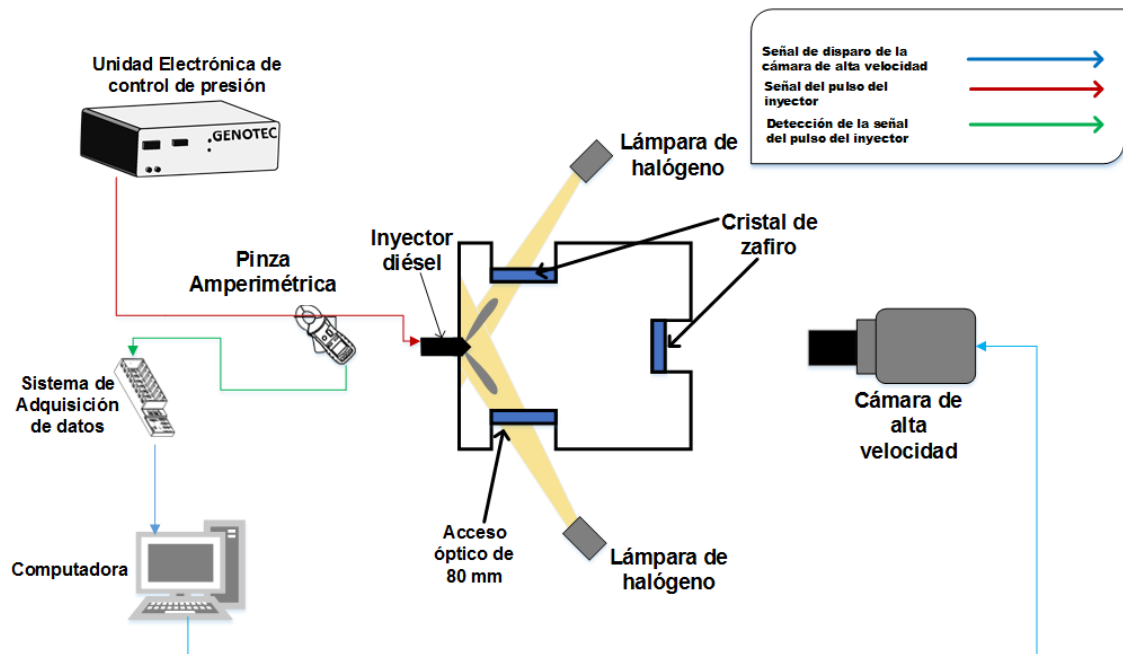 Unidad Electrónica de
control de presión
GENOTEC
Señal de disparo de la
cámara de alta velocidad
Señal del pulso del
inyector
Detección de la señal
del pulso del inyector
Lámpara de
halógeno
Cristal de
zafiro
Inyector
diésel
Pinza
Amperimétrica
Sistema de
Adquisición
de datos
Cámara de
alta
velocidad
Acceso
óptico de
80 mm
Lámpara de
halógeno
Computadora